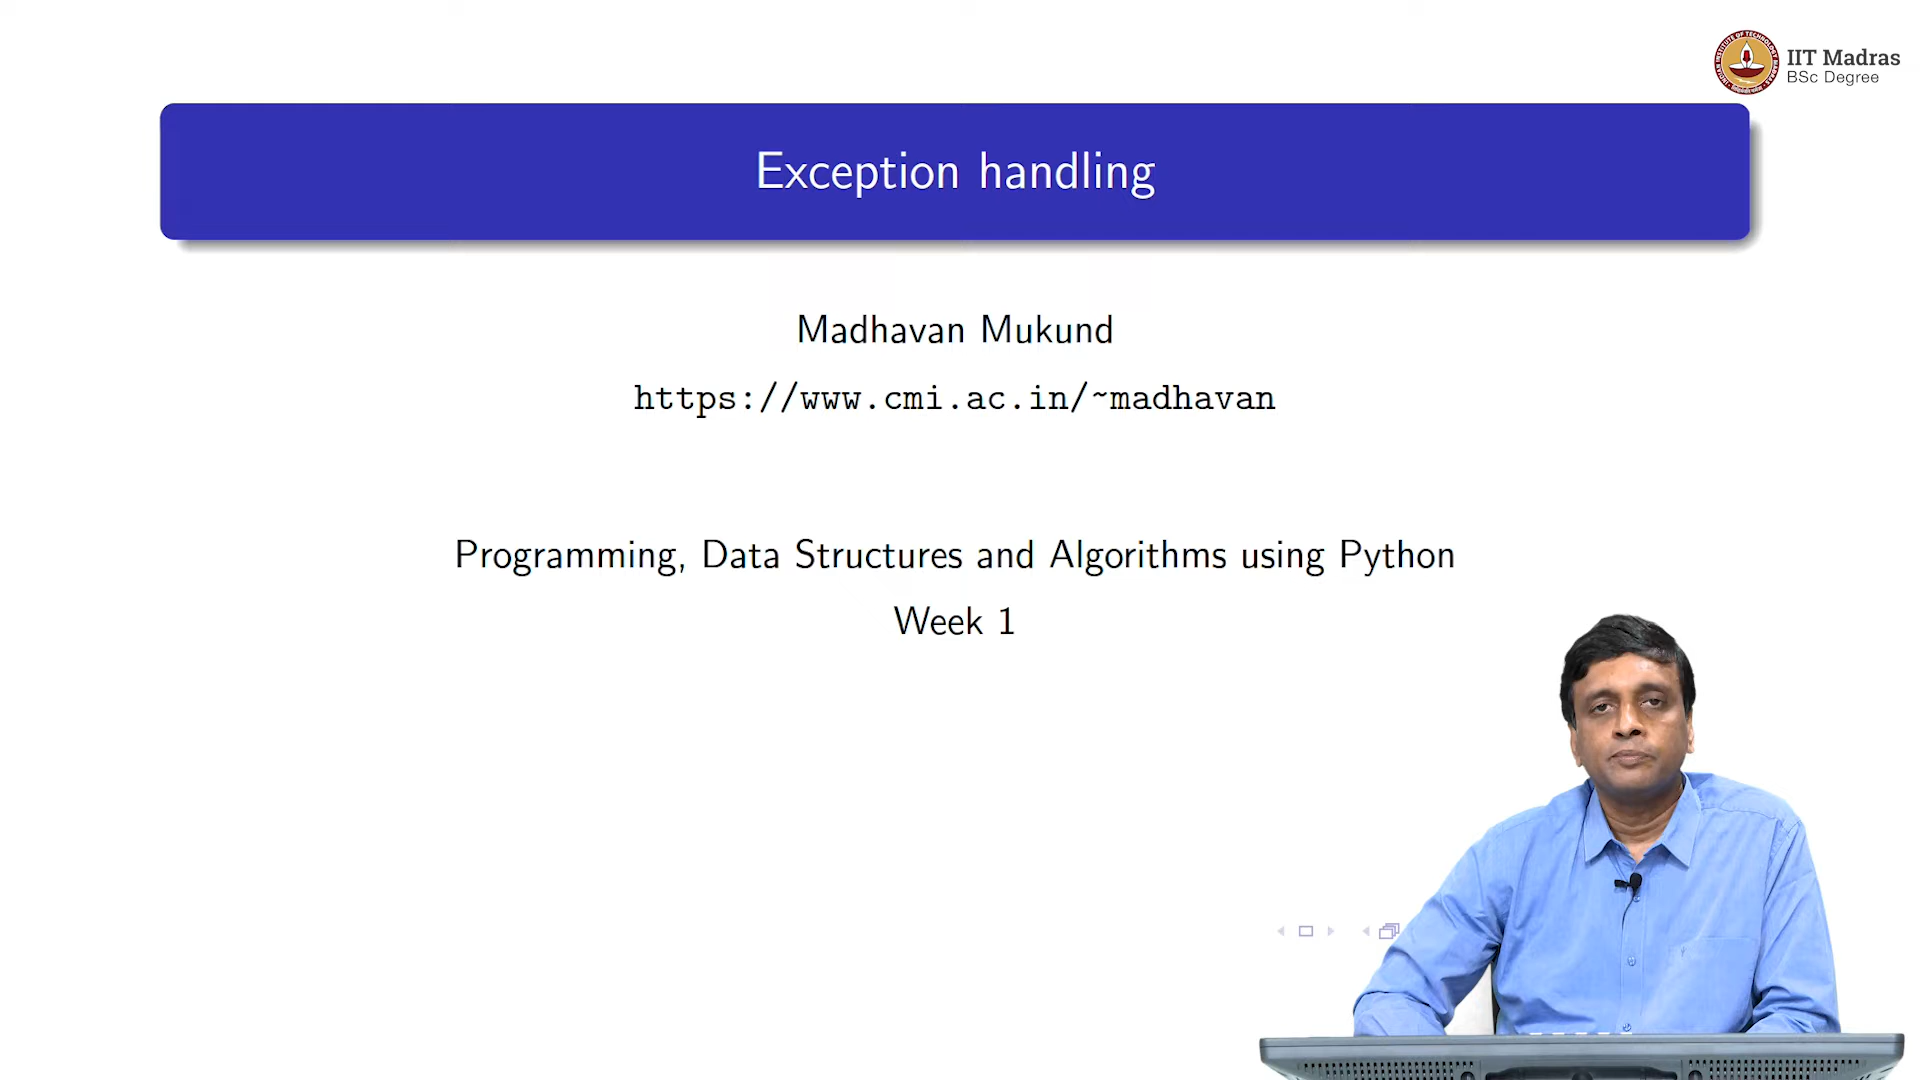 IIT Madras
BSc Degree
Exception handling
Madhavan Mukund
https://www.cmi.ac.in/~madhavan
Programming, Data Structures and Algorithms using Python
Week 1